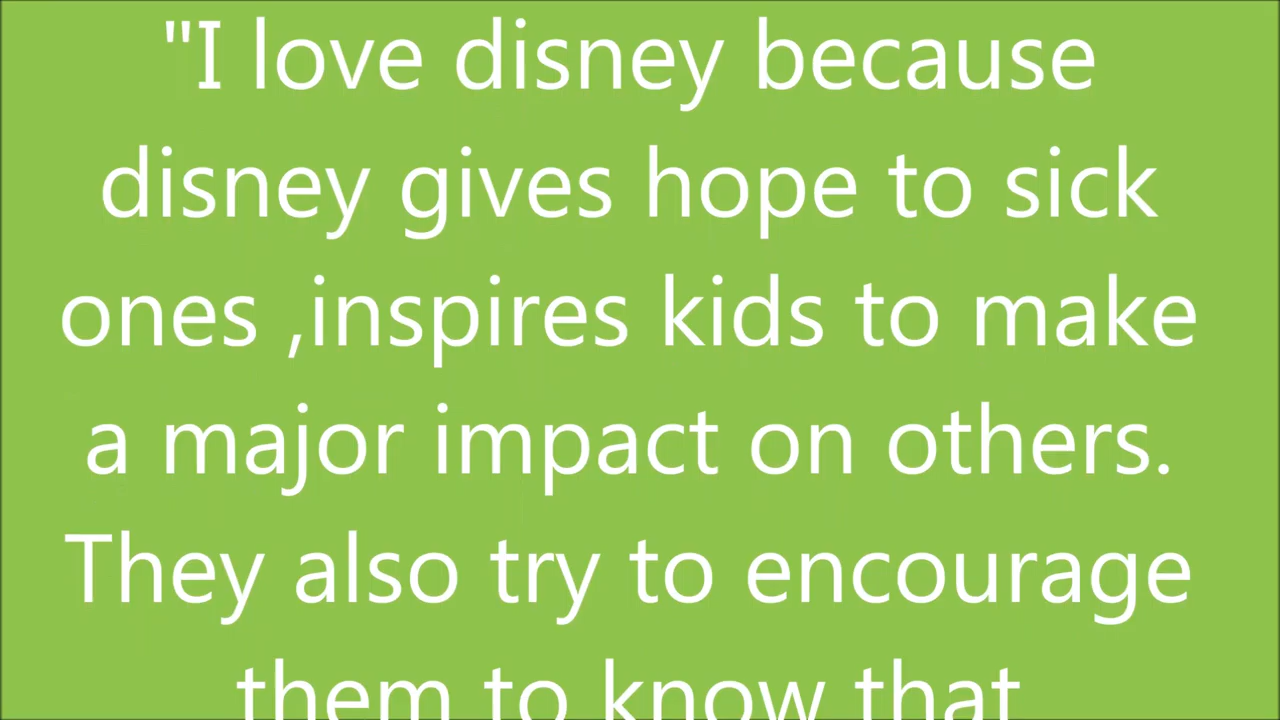 "I love disney because
disney gives hope to sick
ones ,inspires kids to make
a major impact on others.
They also try to encourage
them to know that